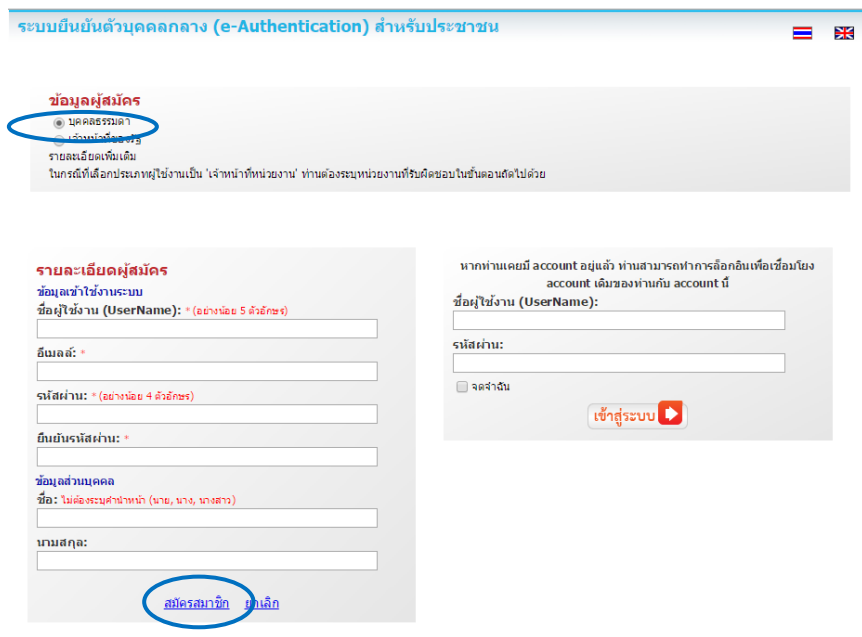 ระบบยืนยันตัวบุคคลกลาง (e-Authentication) สำหรับประชาชน
ข้อมูลผู้สมัคร
บุคคลธรรมดา
เจ้าหน้าที่ของรัฐ
รายละเอียดเพิ่มเติม
ในกรณีที่เลือกประเภทผู้ใช้งานเป็น 'เจ้าหน้าที่หน่วยงาน' ท่านต้องระบุหน่วยงานที่รับผิดชอบในขั้นตอนถัดไปด้วย
รายละเอียดผู้สมัคร
ข้อมูลเข้าใช้งานระบบ
ชื่อผู้ใช้งาน (UserName): * (อย่างน้อย 5 ตัวอักษร)
อีเมลล์: *
รหัสผ่าน: * (อย่างน้อย 4 ตัวอักษร)
ยืนยันรหัสผ่าน: *
ข้อมูลส่วนบุคคล
ชื่อ: ไม่ต้องระบุคำนำหน้า (นาย, นาง, นางสาว)
นามสกุล:
สมัครสมาชิก ยกเลิก
หากท่านเคยมี account อยู่แล้ว ท่านสามารถทำการล็อกอินเพื่อเชื่อมโยง
account เดิมของท่านกับ account นี้
ชื่อผู้ใช้งาน (UserName):
รหัสผ่าน:
จดจำฉัน
เข้าสู่ระบบ